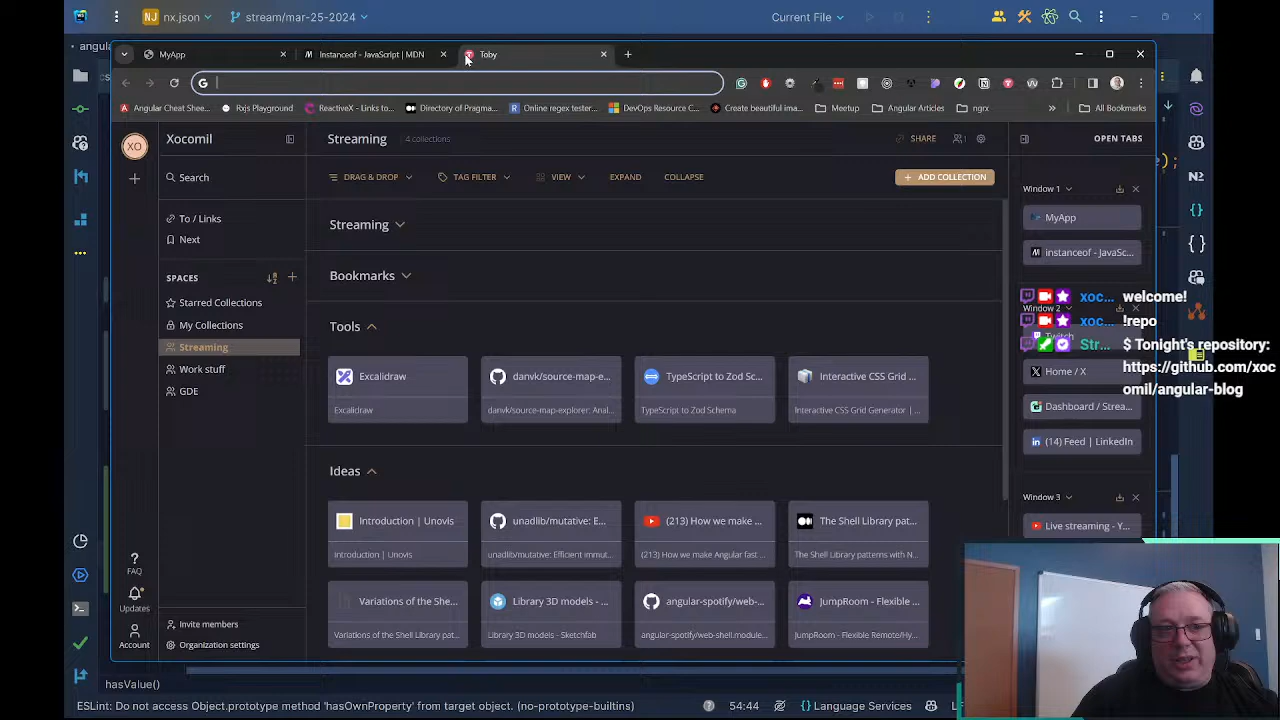 nx.json
stream/mar-25-2024
Current File
angula
MyApp
Instanceof - JavaScript | MDN
Toby
Angular Cheat Shee...
Rxjs Playground
ReactiveX - Links to...
Directory of Pragma...
Online regex tester...
DevOps Resource C...
Create beautiful ima...
Meetup
Angular Articles
ngrx
All Bookmarks
XO
Xocomil
Streaming
4 collections
SHARE
OPEN TABS
Search
DRAG & DROP
TAG FILTER
VIEW
EXPAND
COLLAPSE
+ ADD COLLECTION
Window 1
To / Links
Next
Streaming
MyApp
instanceof - JavaSc...
SPACES
Bookmarks
Starred Collections
My Collections
Streaming
Work stuff
GDE
Tools
Excalidraw
Excalidraw
danvk/source-map-e...
danvk/source-map-explorer: Anal...
TypeScript to Zod Sc...
TypeScript to Zod Schema
Interactive CSS Grid ...
Interactive CSS Grid Generator | ...
Window 2
Twitch
Home / X
Dashboard / Strea...
(14) Feed | LinkedIn
xoc... welcome!
xoc... !repo
Str... $ Tonight's repository:
https://github.com/xoc
omil/angular-blog
Ideas
Introduction | Unovis
Introduction | Unovis
unadlib/mutative: E...
unadlib/mutative: Efficient immut...
(213) How we make ...
(213) How we make Angular fast ...
The Shell Library pat...
The Shell Library patterns with N...
Window 3
Live streaming - Y...
Variations of the She...
Variations of the Shell Library pat...
Library 3D models - ...
Library 3D models - Sketchfab
angular-spotify/web-...
angular-spotify/web-shell.module...
JumpRoom - Flexible ...
JumpRoom - Flexible Remote/Hy...
FAQ
Updates
Account
Invite members
Organization settings
hasValue()
ESLint: Do not access Object.prototype method 'hasOwnProperty' from target object. (no-prototype-builtins)
54:44
Language Services